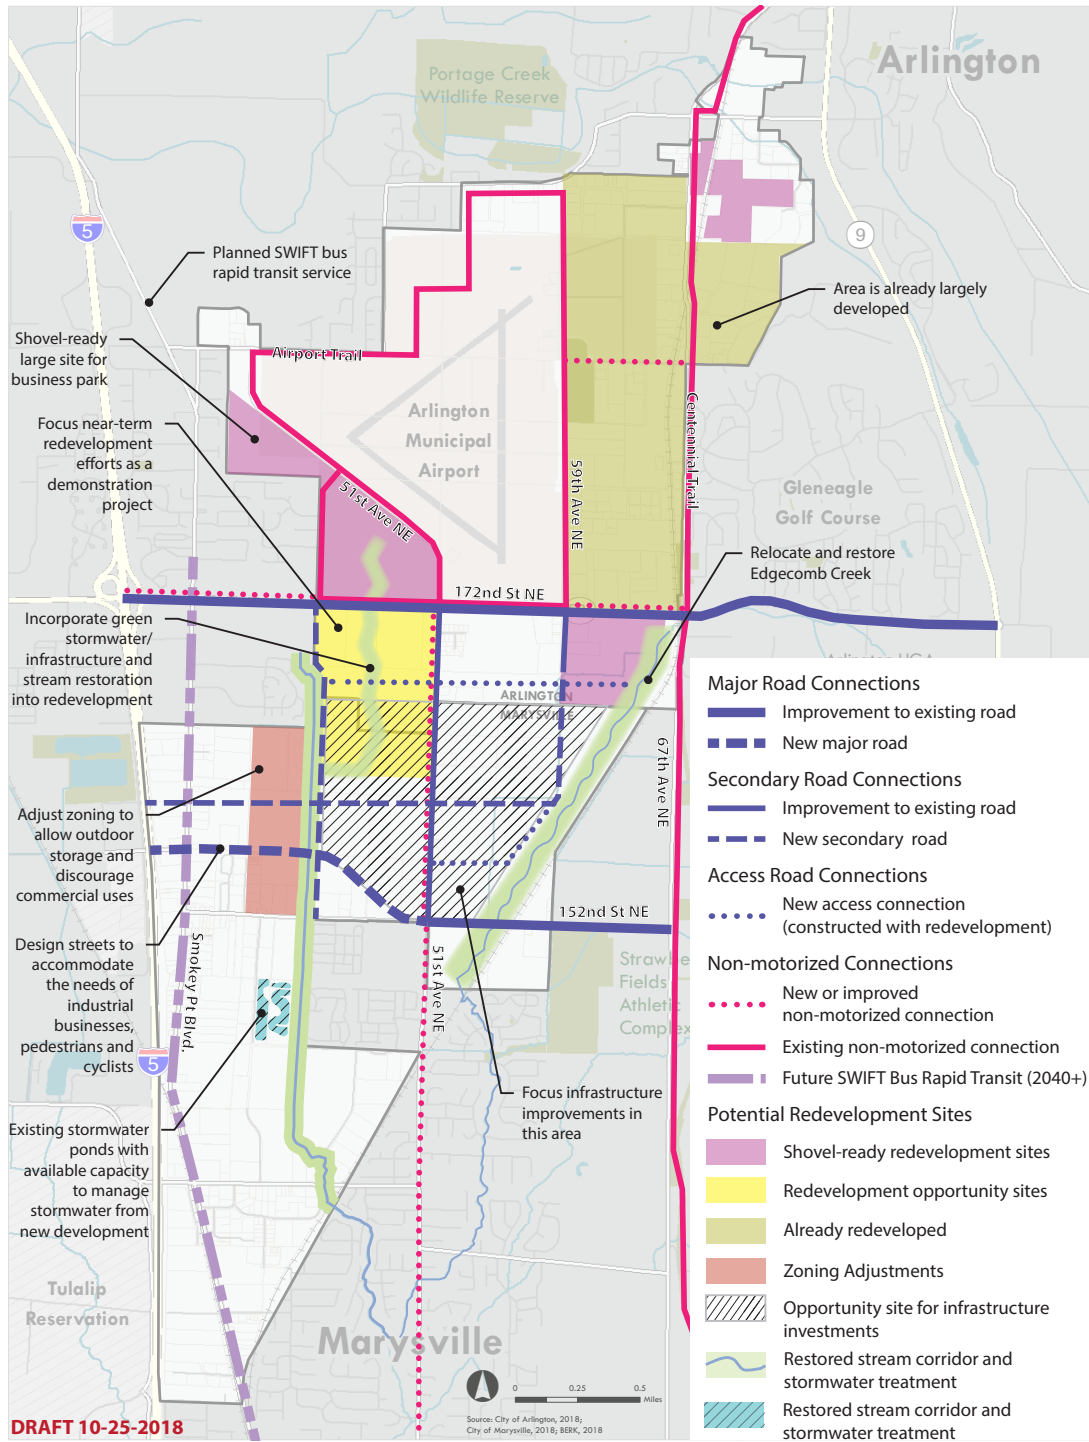 Arlington
Portage Creek
Wildlife Reserve
5
9
Planned SWIFT bus
rapid transit service
Area is already largely
developed
Shovel-ready
large site for
business park
Airport Trail
Focus near-term
redevelopment
efforts as a
demonstration
project
Arlington
Municipal
Airport
Centennial Trail
59th Ave NE
51st Ave NE
Gleneagle
Golf Course
Relocate and restore
Edgecomb Creek
172nd St NE
Incorporate green
stormwater/
infrastructure and
stream restoration
into redevelopment
ARLINGTON
MARYSVILLE
67th Ave NE
Adjust zoning to
allow outdoor
storage and
discourage
commercial uses
152nd St NE
Design streets to
accommodate
the needs of
industrial
businesses,
pedestrians and
cyclists
Smokey Pt Blvd.
51st Ave NE
Strawbe
Fields
Athletic
Complex
5
Focus infrastructure
improvements in
this area
Existing stormwater
ponds with
available capacity
to manage
stormwater from
new development
Tulalip
Reservation
Marysville
0 0.25 0.5
Miles
Source: City of Arlington, 2018;
City of Marysville, 2018; BERK, 2018
DRAFT 10-25-2018
Major Road Connections
Improvement to existing road
New major road
Secondary Road Connections
Improvement to existing road
New secondary road
Access Road Connections
New access connection
(constructed with redevelopment)
Non-motorized Connections
New or improved
non-motorized connection
Existing non-motorized connection
Future SWIFT Bus Rapid Transit (2040+)
Potential Redevelopment Sites
Shovel-ready redevelopment sites
Redevelopment opportunity sites
Already redeveloped
Zoning Adjustments
Opportunity site for infrastructure
investments
Restored stream corridor and
stormwater treatment
Restored stream corridor and
stormwater treatment